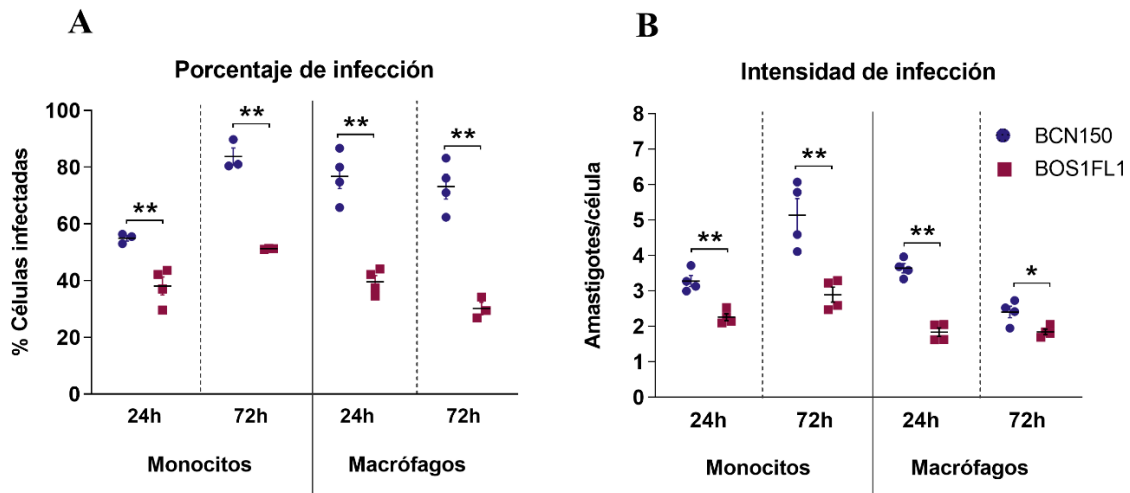 A
Porcentaje de infección
% Células infectadas
100
80
60
40
20
0
**
**
**
**
24h
72h
24h
72h
Monocitos
Macrófagos
B
Intensidad de infección
Amastigotes/célula
8
7
6
5
4
3
2
1
0
**
**
**
*
BCN150
BOS1FL1
24h
72h
24h
72h
Monocitos
Macrófagos